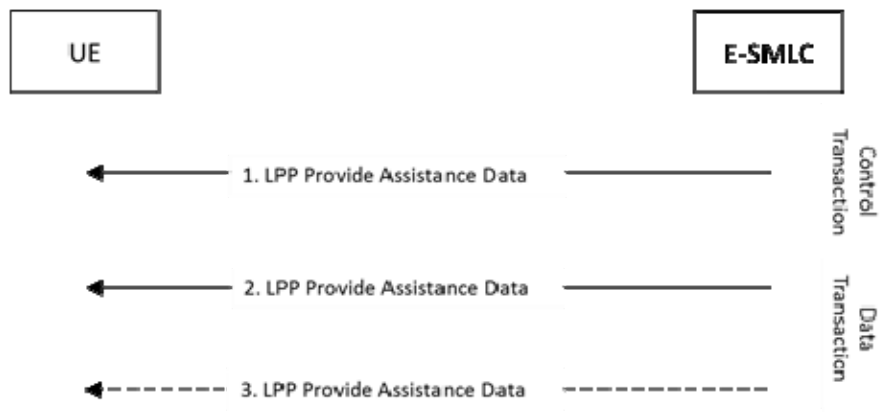 UE
E-SMLC
1. LPP Provide Assistance Data
Control
Transaction
2. LPP Provide Assistance Data
Data
Transaction
3. LPP Provide Assistance Data